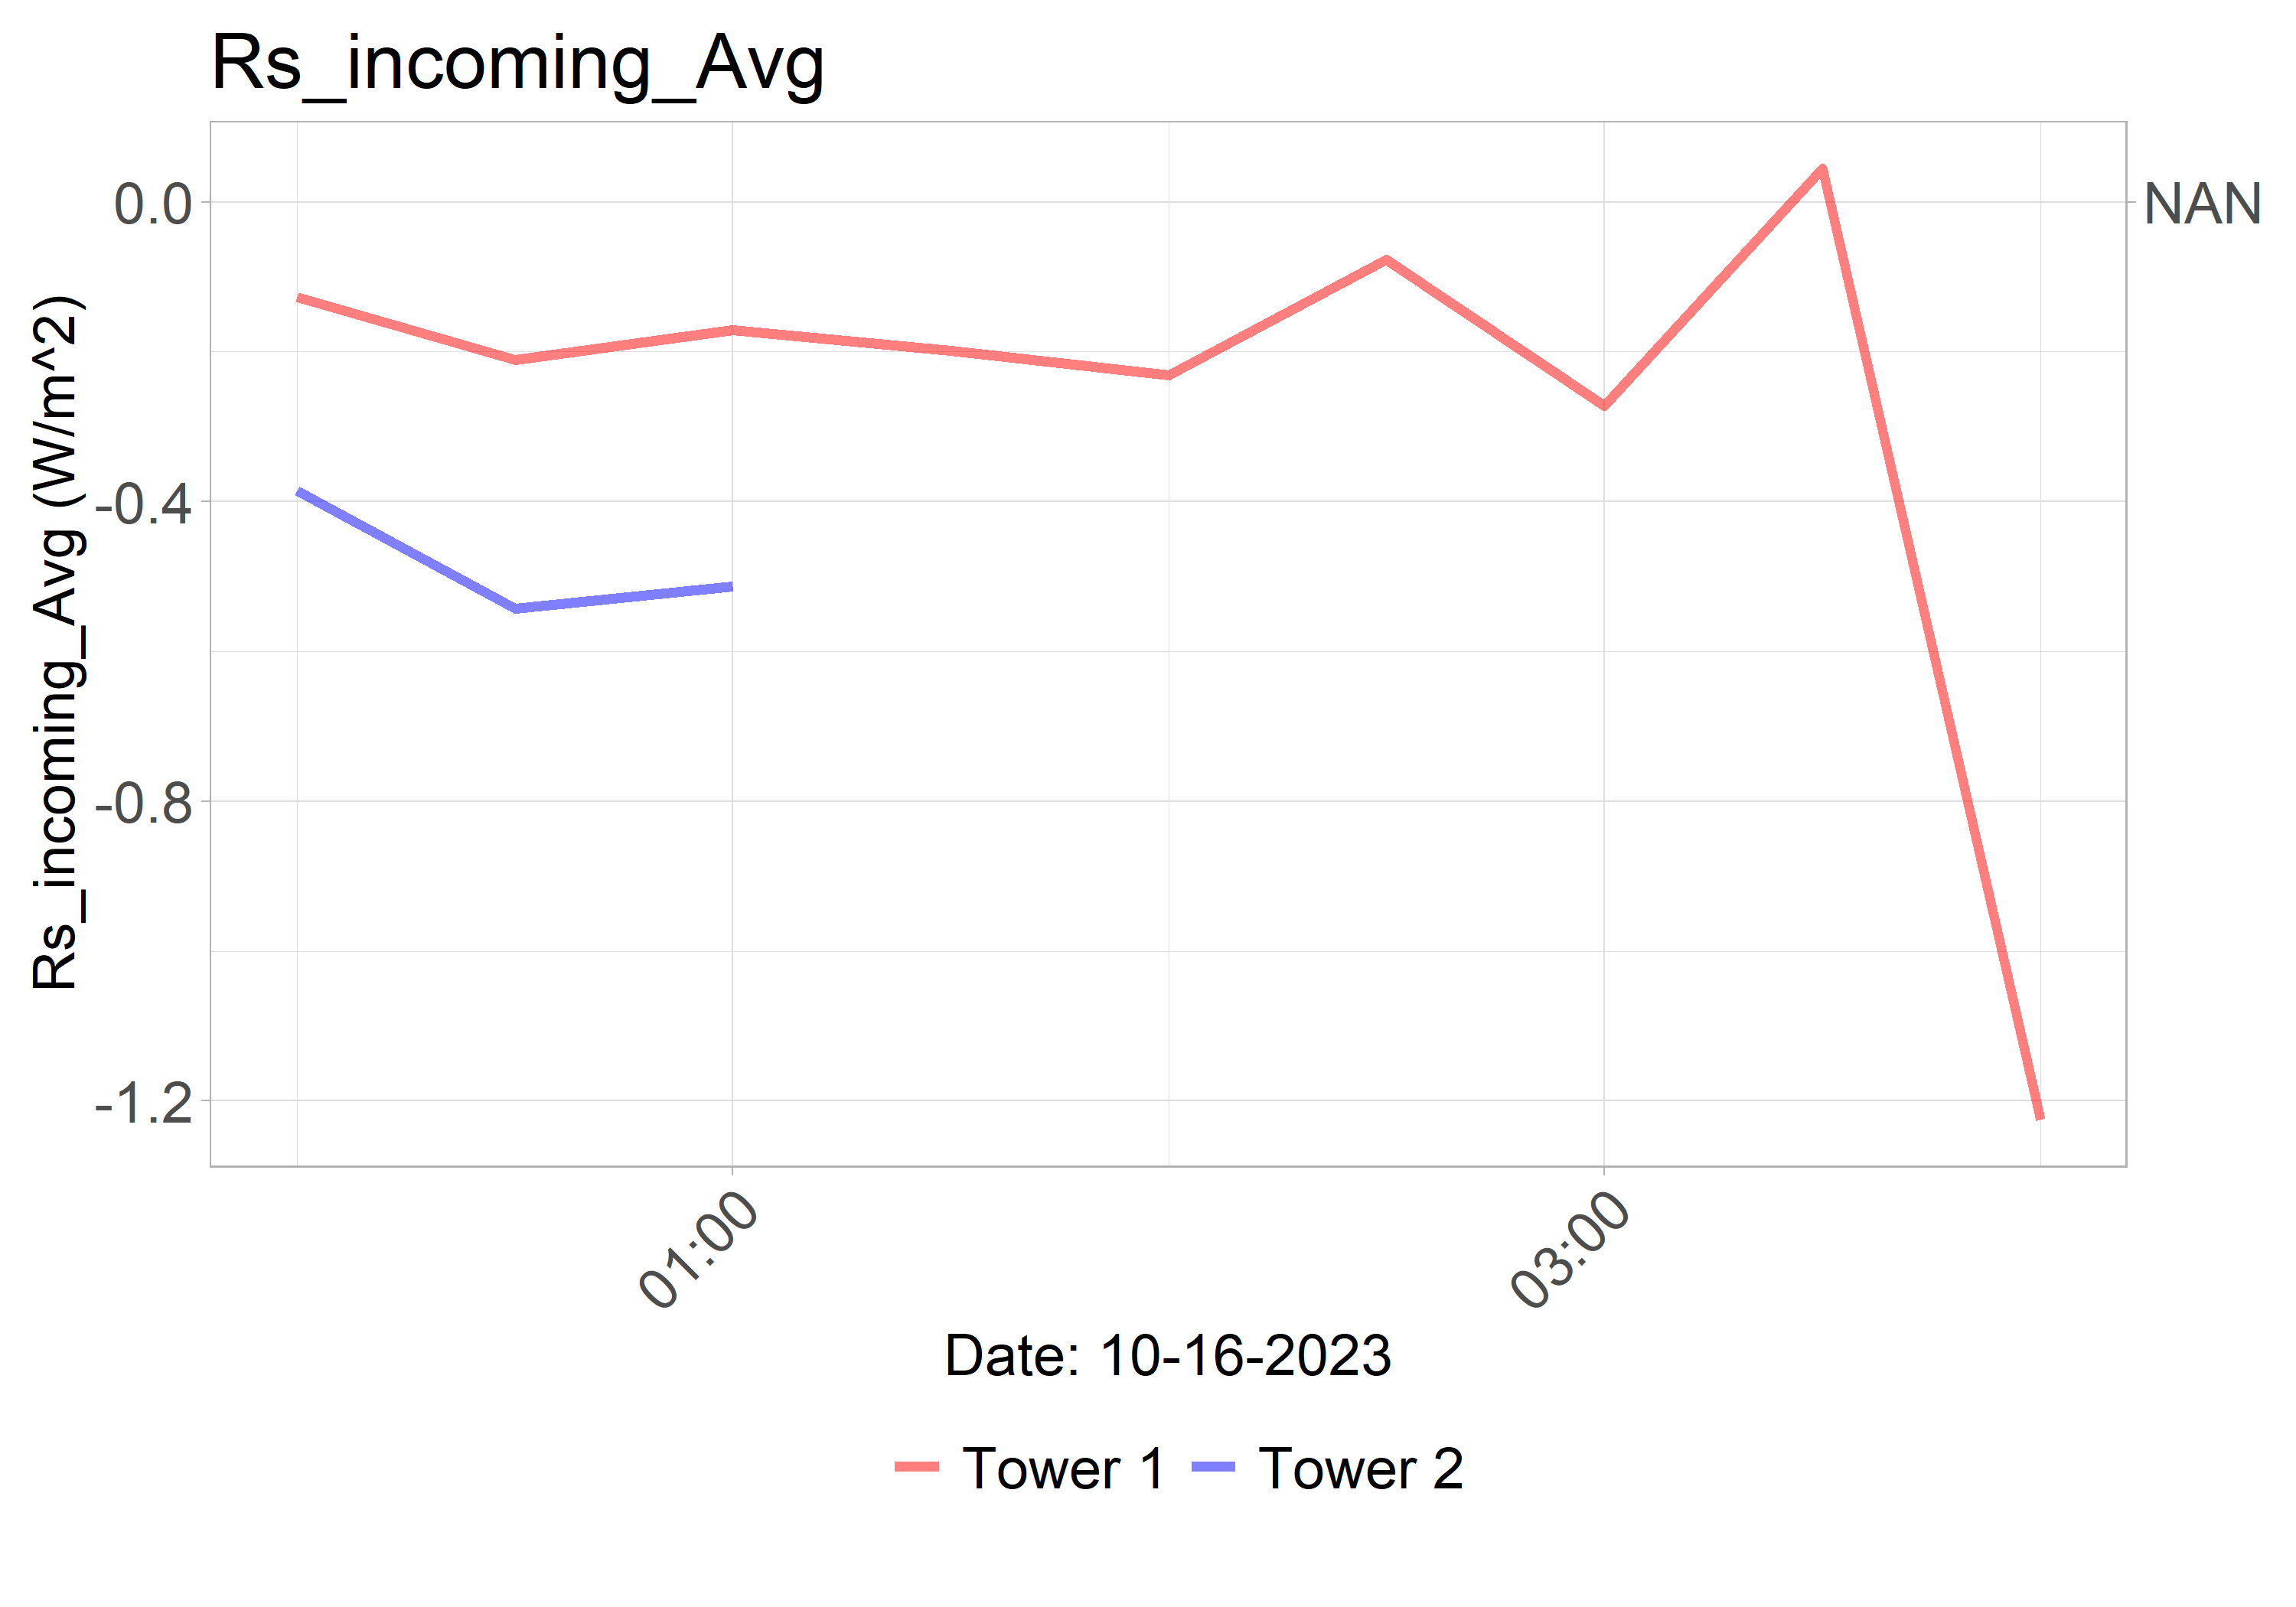 Rs_incoming_Avg
Rs_incoming_Avg (W/m^2)
0.0
-0.4
-0.8
-1.2
NAN
01:00
03:00
Date: 10-16-2023
Tower 1
Tower 2